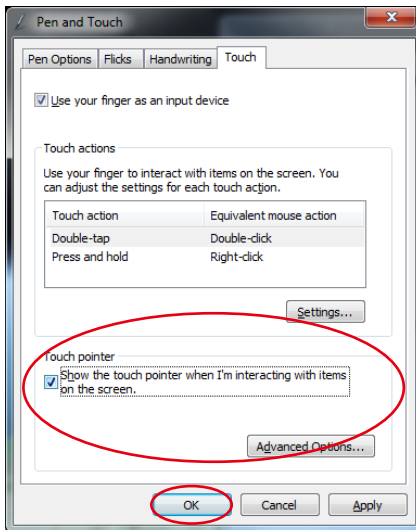 Pen and Touch
Pen Options Flicks Handwriting Touch
Use your finger as an input device
Touch actions
Use your finger to interact with items on the screen. You
can adjust the settings for each touch action.
Touch action Equivalent mouse action
Double-tap Double-click
Press and hold Right-click
Settings...
Touch pointer
Show the touch pointer when I'm interacting with items
on the screen.
Advanced Options...
OK Cancel Apply